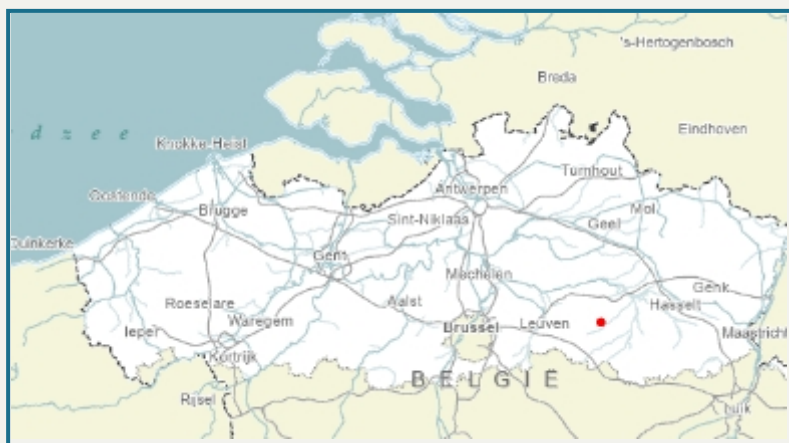 's-Hertogenbosch
Breda
Eindhoven
dzee
Knokke-Heist
Turnhout
Antwerpen
Oostende
Brugge
Sint-Niklaas
Geel
Mol
Duinkerke
Gent
Mechelen
Genk
Roeselare
Aalst
Hasselt
Ieper
Waregem
Brussel
Leuven
Maastricht
Kortrijk
BELGIË
Rijsel
Luik